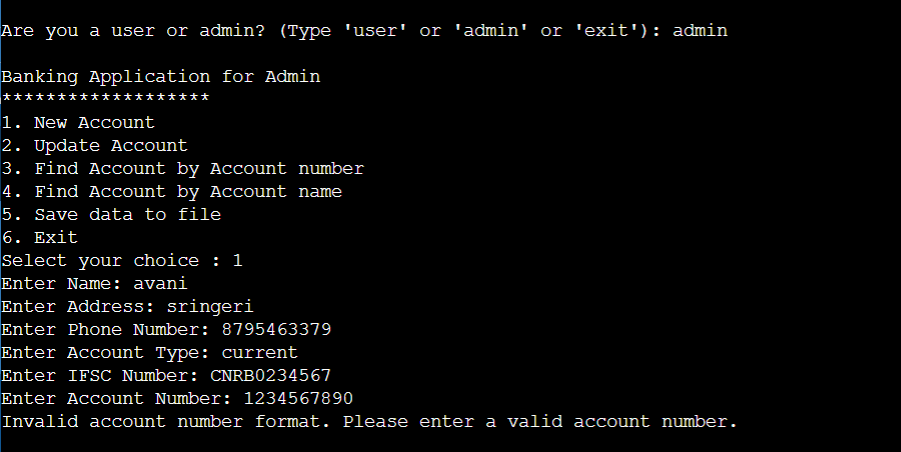 Are you a user or admin? (Type 'user' or 'admin' or 'exit'): admin
Banking Application for Admin
*******************
1. New Account
2. Update Account
3. Find Account by Account number
4. Find Account by Account name
5. Save data to file
6. Exit
Select your choice : 1
Enter Name: avani
Enter Address: sringeri
Enter Phone Number: 8795463379
Enter Account Type: current
Enter IFSC Number: CNRB0234567
Enter Account Number: 1234567890
Invalid account number format. Please enter a valid account number.